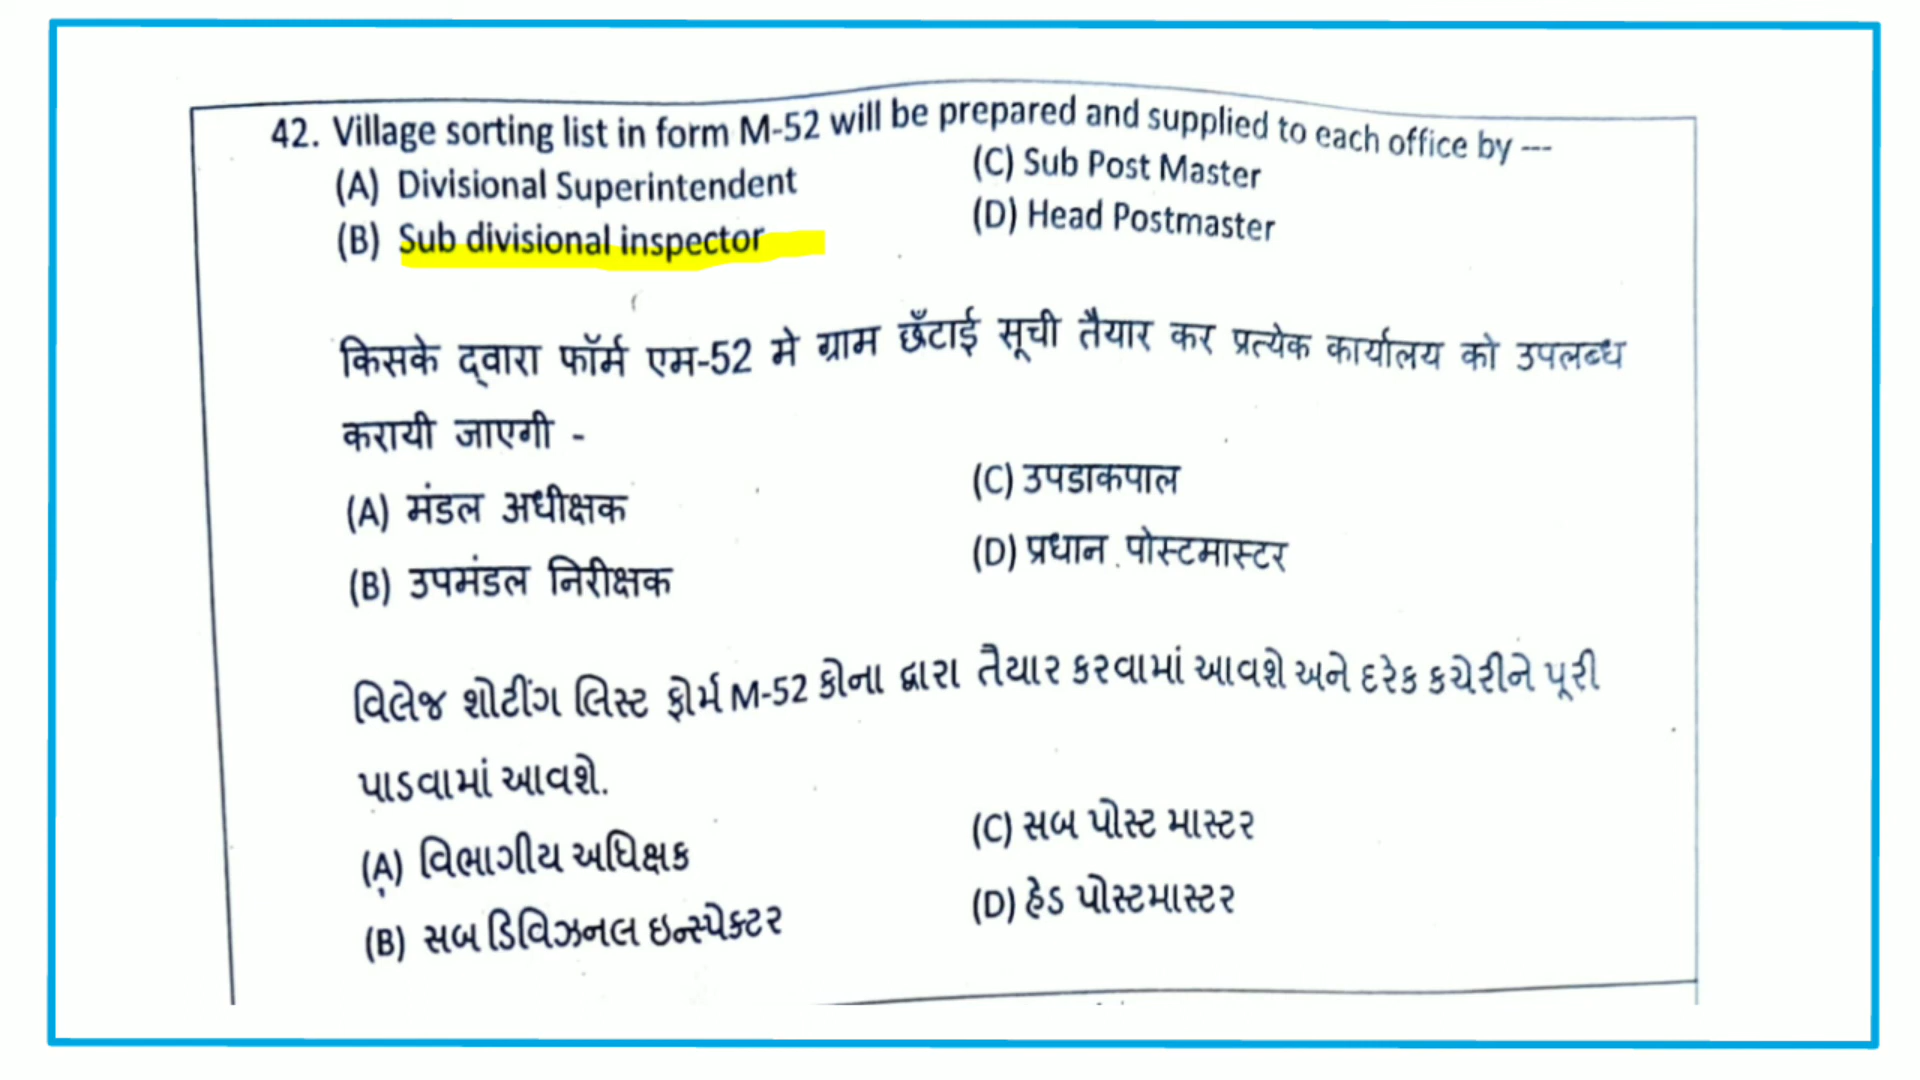 42. Village sorting list in form M-52 will be prepared and supplied to each office by ---
(A) Divisional Superintendent
(C) Sub Post Master
(B) Sub divisional inspector
(D) Head Postmaster
किसके द्वारा फॉर्म एम-52 मे ग्राम छँटाई सूची तैयार कर प्रत्येक कार्यालय को उपलब्ध
करायी जाएगी -
(A) मंडल अधीक्षक
(C) उपडाकपाल
(B) उपमंडल निरीक्षक
(D) प्रधान पोस्टमास्टर
વિલેજ શોર્ટીંગ લિસ્ટ ફોર્મ M-52 કોના દ્વારા તૈયાર કરવામાં આવશે અને દરેક કચેરીને પૂરી
પાડવામાં આવશે.
(A) વિભાગીય અધિક્ષક
(C) સબ પોસ્ટ માસ્ટર
(B) સબ ડિવિઝનલ ઇન્સ્પેક્ટર
(D) હેડ પોસ્ટમાસ્ટર